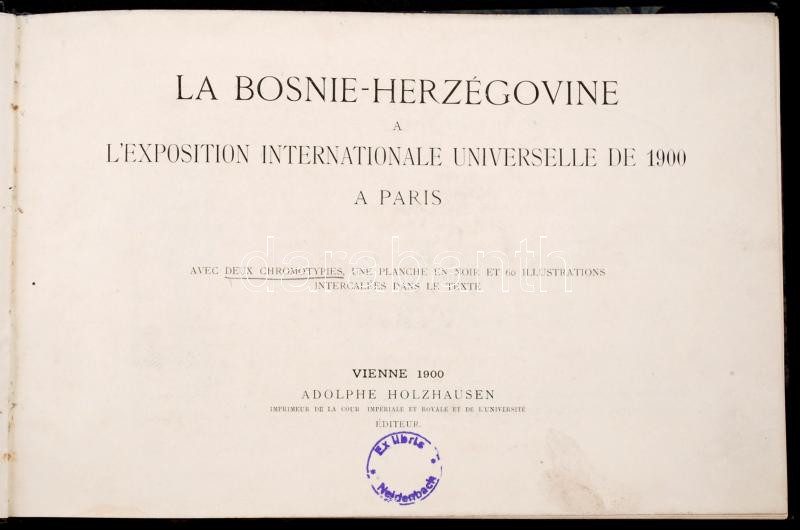 LA BOSNIE-HERZÉGOVINE
A
L'EXPOSITION INTERNATIONALE UNIVERSELLE DE 1900
A PARIS
AVEC DEUX CHROMOTYPIES, UNE PLANCHE EN NOIR ET 60 ILLUSTRATIONS
INTERCALÉES DANS LE TEXTE
darabanth
VIENNE 1900
ADOLPHE HOLZHAUSEN
IMPRIMEUR DE LA COUR IMPÉRIALE ET ROYALE ET DE L'UNIVERSITÉ
ÉDITEUR.
Ex libris
Neidenbach